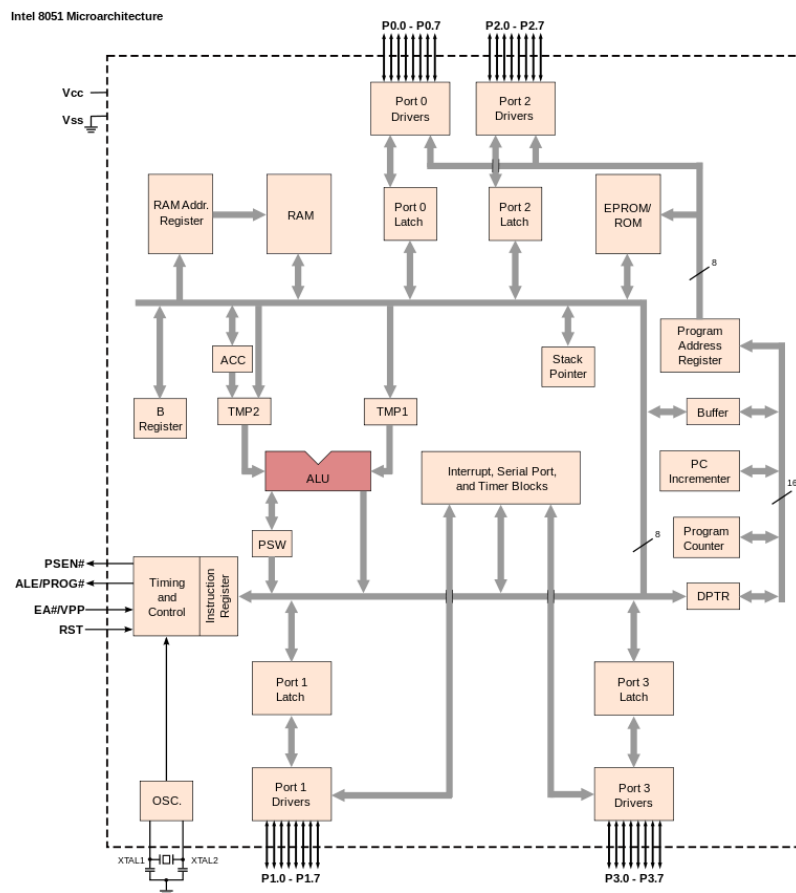 Intel 8051 Microarchitecture
P0.0 - P0.7
P2.0 - P2.7
Vcc
Vss
Port 0
Drivers
Port 2
Drivers
RAM Addr.
Register
RAM
Port 0
Latch
Port 2
Latch
EPROM/
ROM
8
Program
Address
Register
ACC
Stack
Pointer
B
Register
TMP2
TMP1
Buffer
ALU
Interrupt, Serial Port,
and Timer Blocks
PC
Incrementer
16
PSW
Program
Counter
8
PSEN#
ALE/PROG#
EA#/VPP
RST
Timing
and
Control
Instruction
Register
DPTR
Port 1
Latch
Port 3
Latch
OSC.
Port 1
Drivers
Port 3
Drivers
XTAL1
XTAL2
P1.0 - P1.7
P3.0 - P3.7